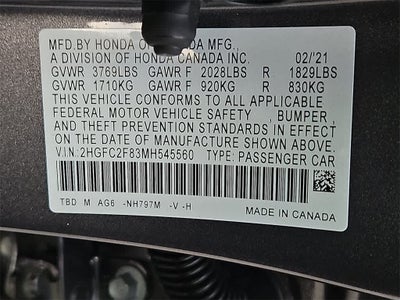 MFD.BY HONDA OF CANADA MFG.,
A DIVISION OF HONDA CANADA INC. 02/'21
GVWR 3769LBS GAWR F 2028LBS R 1829LBS
GVWR 1710KG GAWR F 920KG R 830KG
THIS VEHICLE CONFORMS TO ALL APPLICABLE
FEDERAL MOTOR VEHICLE SAFETY , BUMPER ,
AND THEFT PREVENTION STANDARDS IN EFFECT
ON THE DATE OF MANUFACTURE SHOWN ABOVE.
V.I.N: 2HGFC2F83MH545560 TYPE: PASSENGER CAR
TBD M AG6 -NH797M -V -H MADE IN CANADA